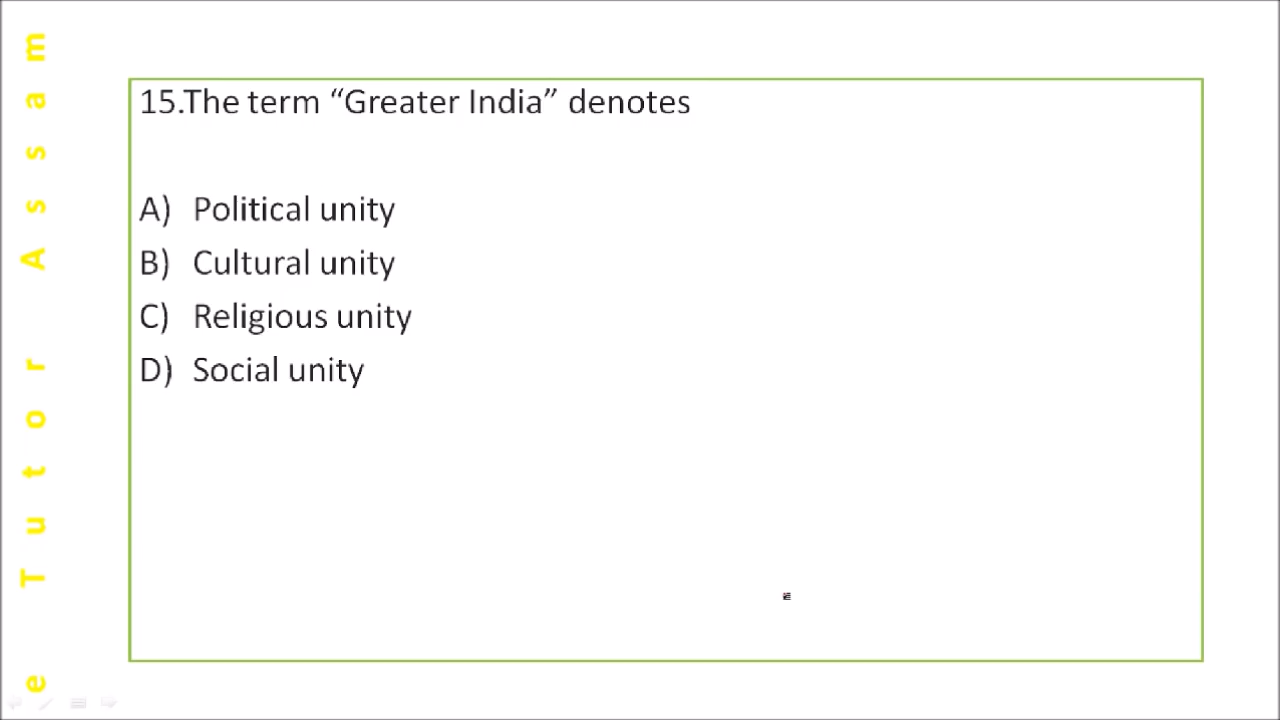 15.The term “Greater India” denotes
A) Political unity
B) Cultural unity
C) Religious unity
D) Social unity
e Tutor Assam